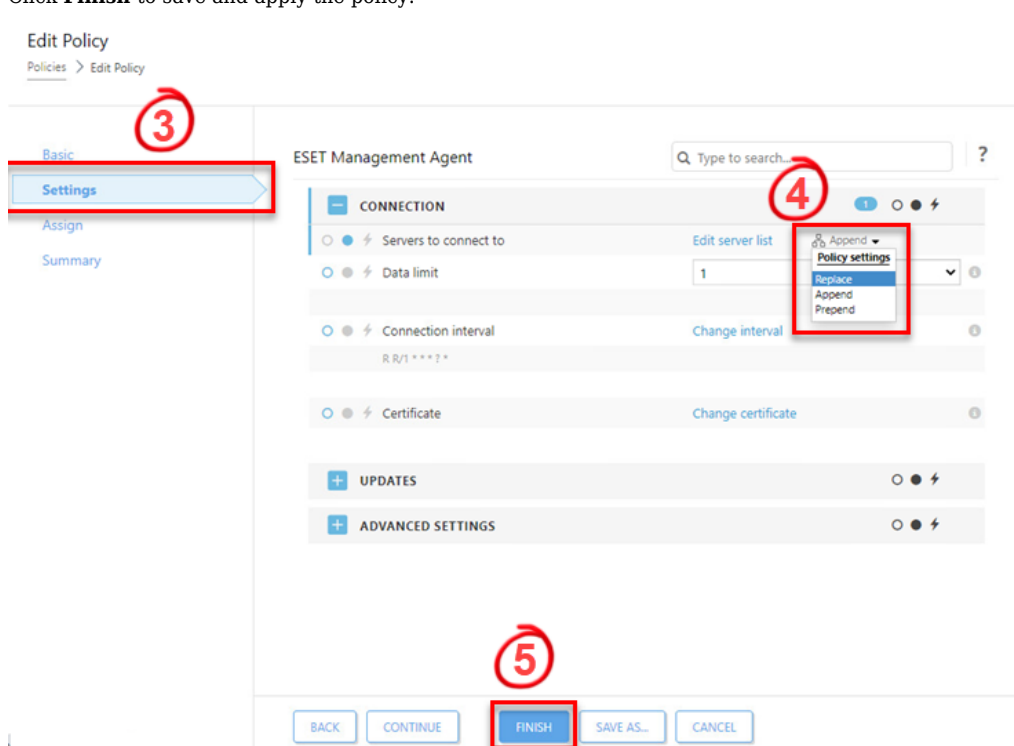 Click Finish to save and apply the policy.
Edit Policy
Policies > Edit Policy
3
Basic
Settings
Assign
Summary
ESET Management Agent
Type to search...
?
4
CONNECTION
1
Servers to connect to
Edit server list
Append
Policy settings
Replace
Append
Prepend
Data limit
1
Connection interval
Change interval
R R/1 * * * ? *
Certificate
Change certificate
UPDATES
ADVANCED SETTINGS
5
BACK
CONTINUE
FINISH
SAVE AS...
CANCEL